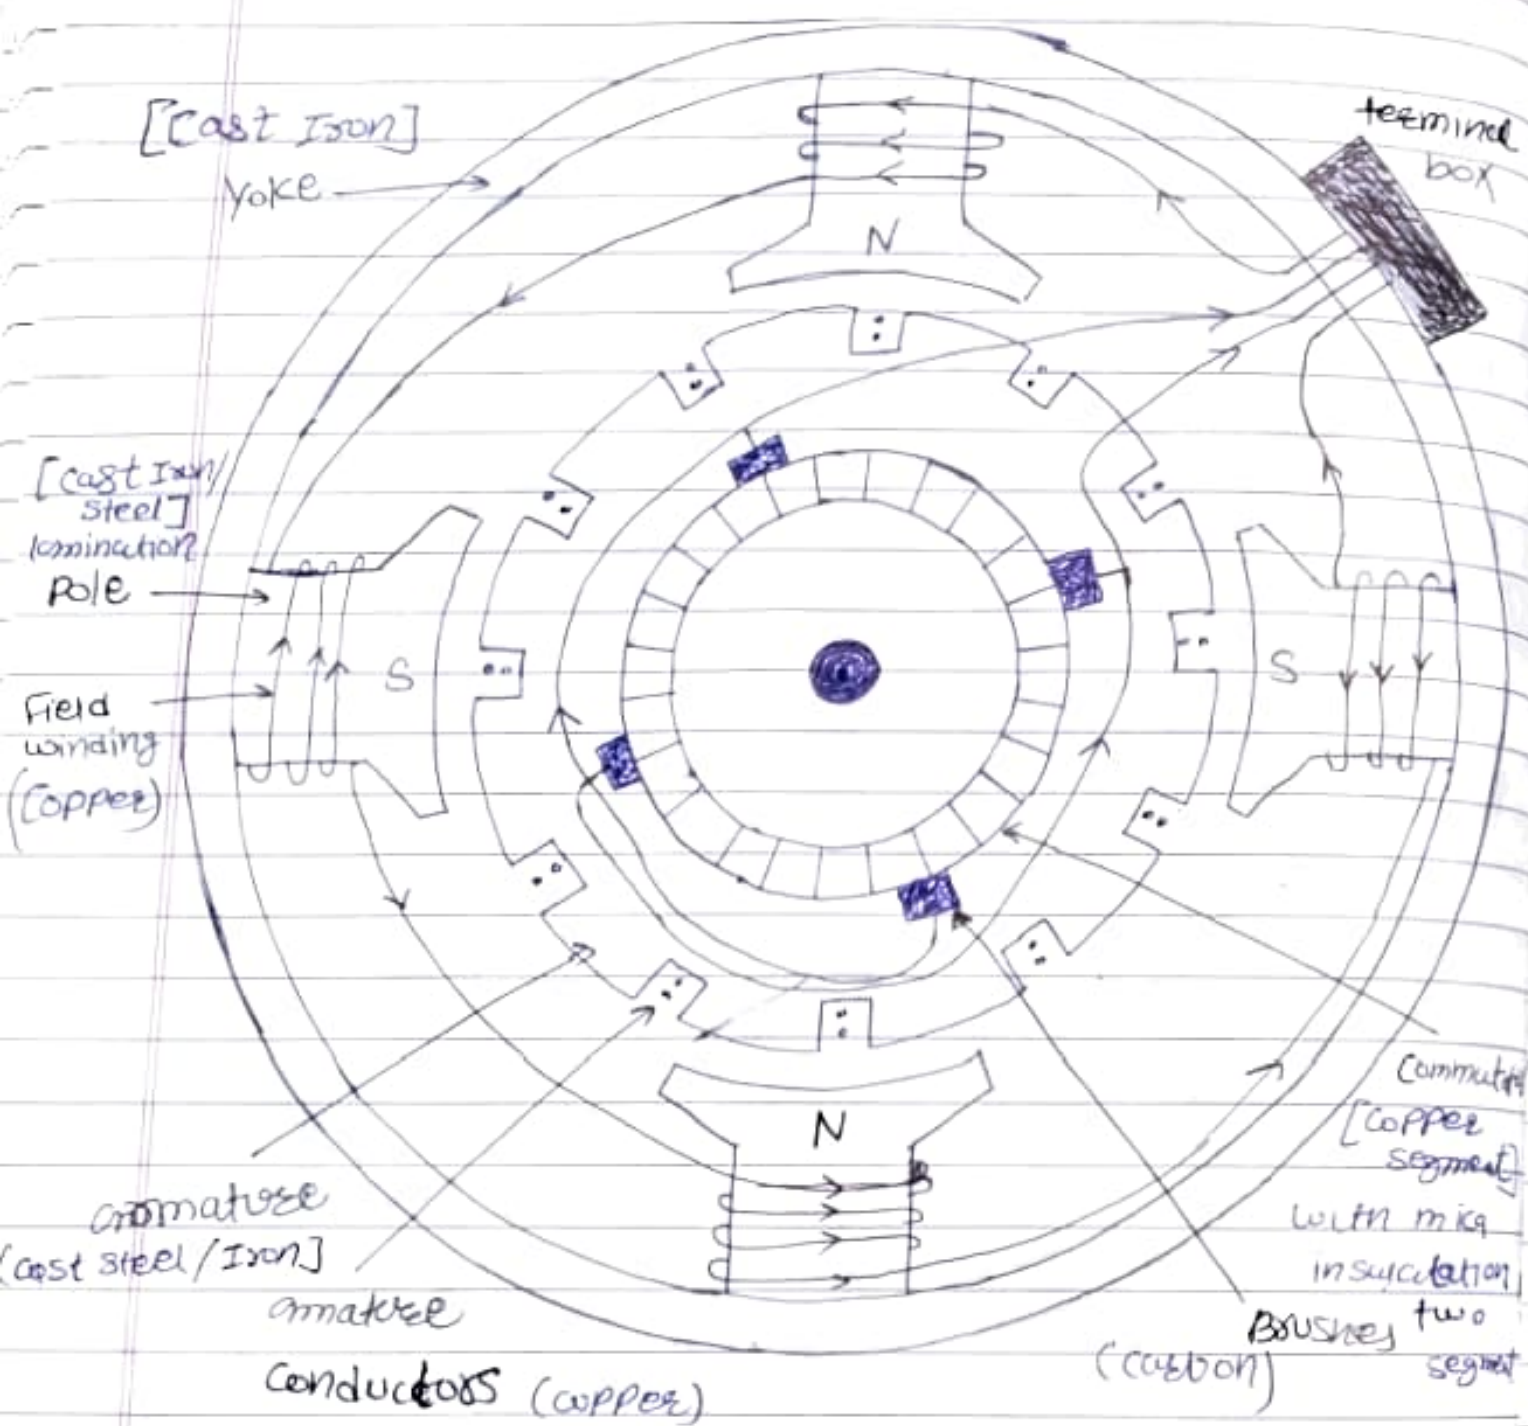 [Cast Iron]
Yoke
terminal
box
N
[Cast Iron/
Steel]
lamination
Pole
S
S
Field
winding
(Copper)
N
armature
(cast steel/Iron]
armature
Conductors (copper)
[Copper
segment]
with mica
insulation
two
segment
Brushes
(carbon)